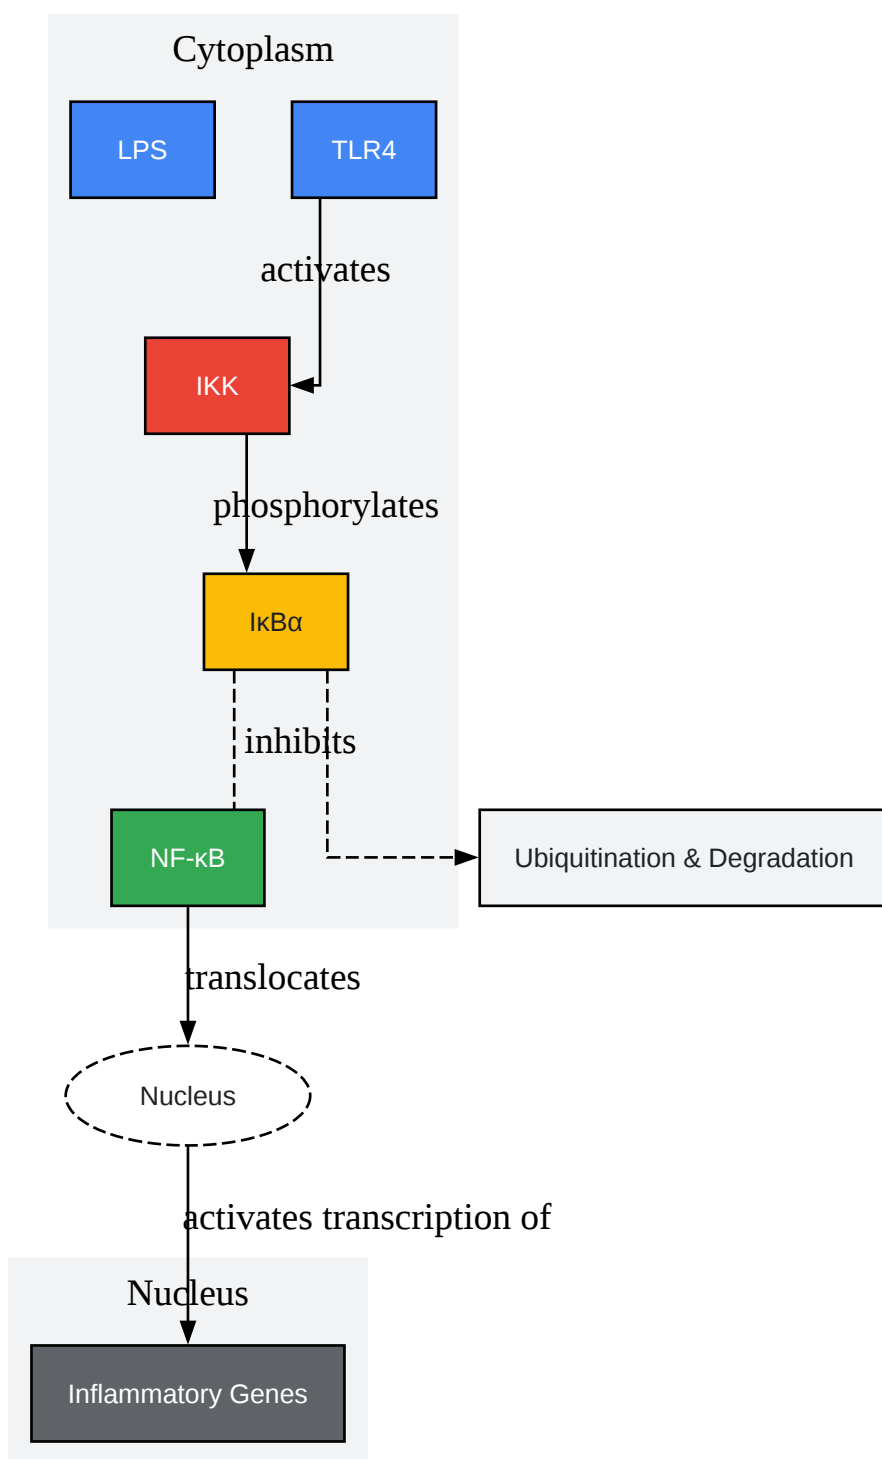 Cytoplasm
LPS
TLR4
activates
IKK
phosphorylates
IκBα
inhibits
NF-κB
Ubiquitination & Degradation
translocates
Nucleus
activates transcription of
Nucleus
Inflammatory Genes